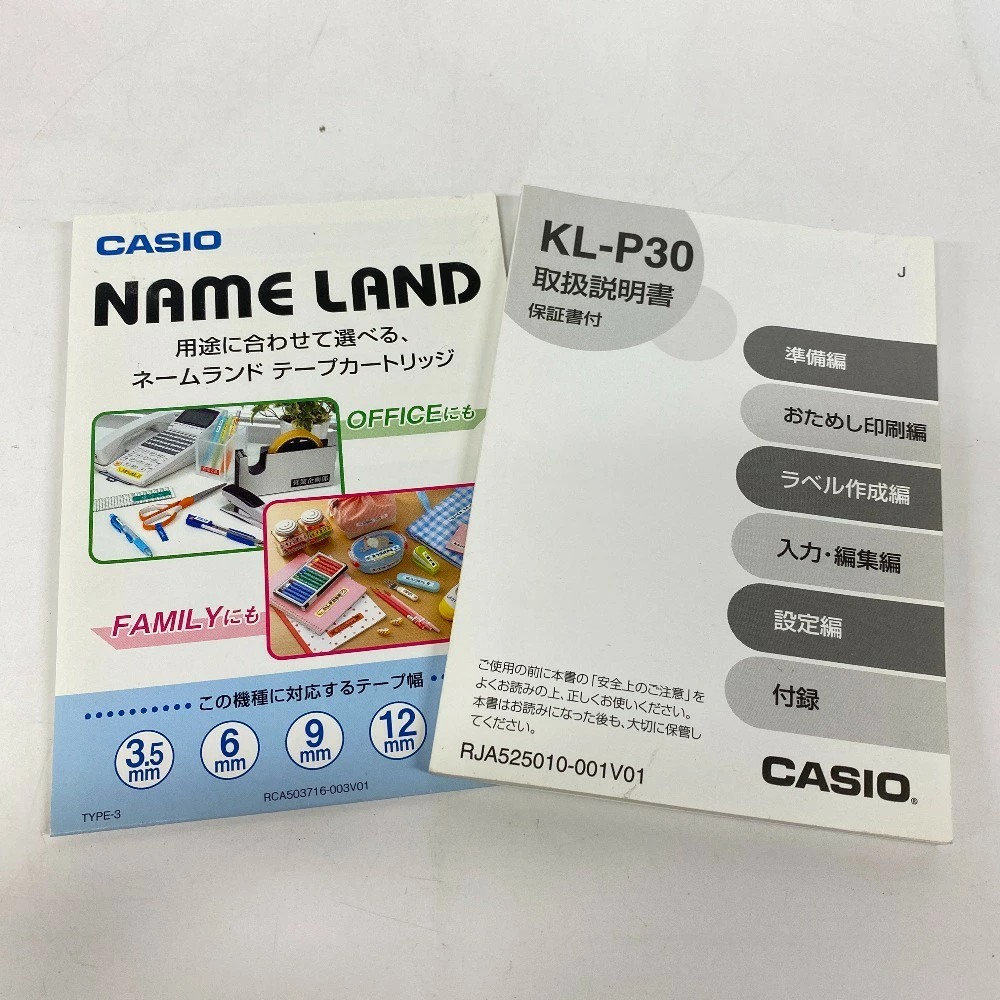 CASIO
NAME LAND
用途に合わせて選べる、
ネームランド テープカートリッジ
OFFICEにも
FAMILYにも
この機種に対応するテープ幅
3.5 mm
6 mm
9 mm
12 mm
RCA503716-003V01
TYPE-3
KL-P30
取扱説明書
保証書付
J
準備編
おためし印刷編
ラベル作成編
入力・編集編
設定編
付録
ご使用の前に本書の「安全上のご注意」を
よくお読みの上、正しくお使いください。
本書はお読みになった後も、大切に保管し
てください。
RJA525010-001V01
CASIO®